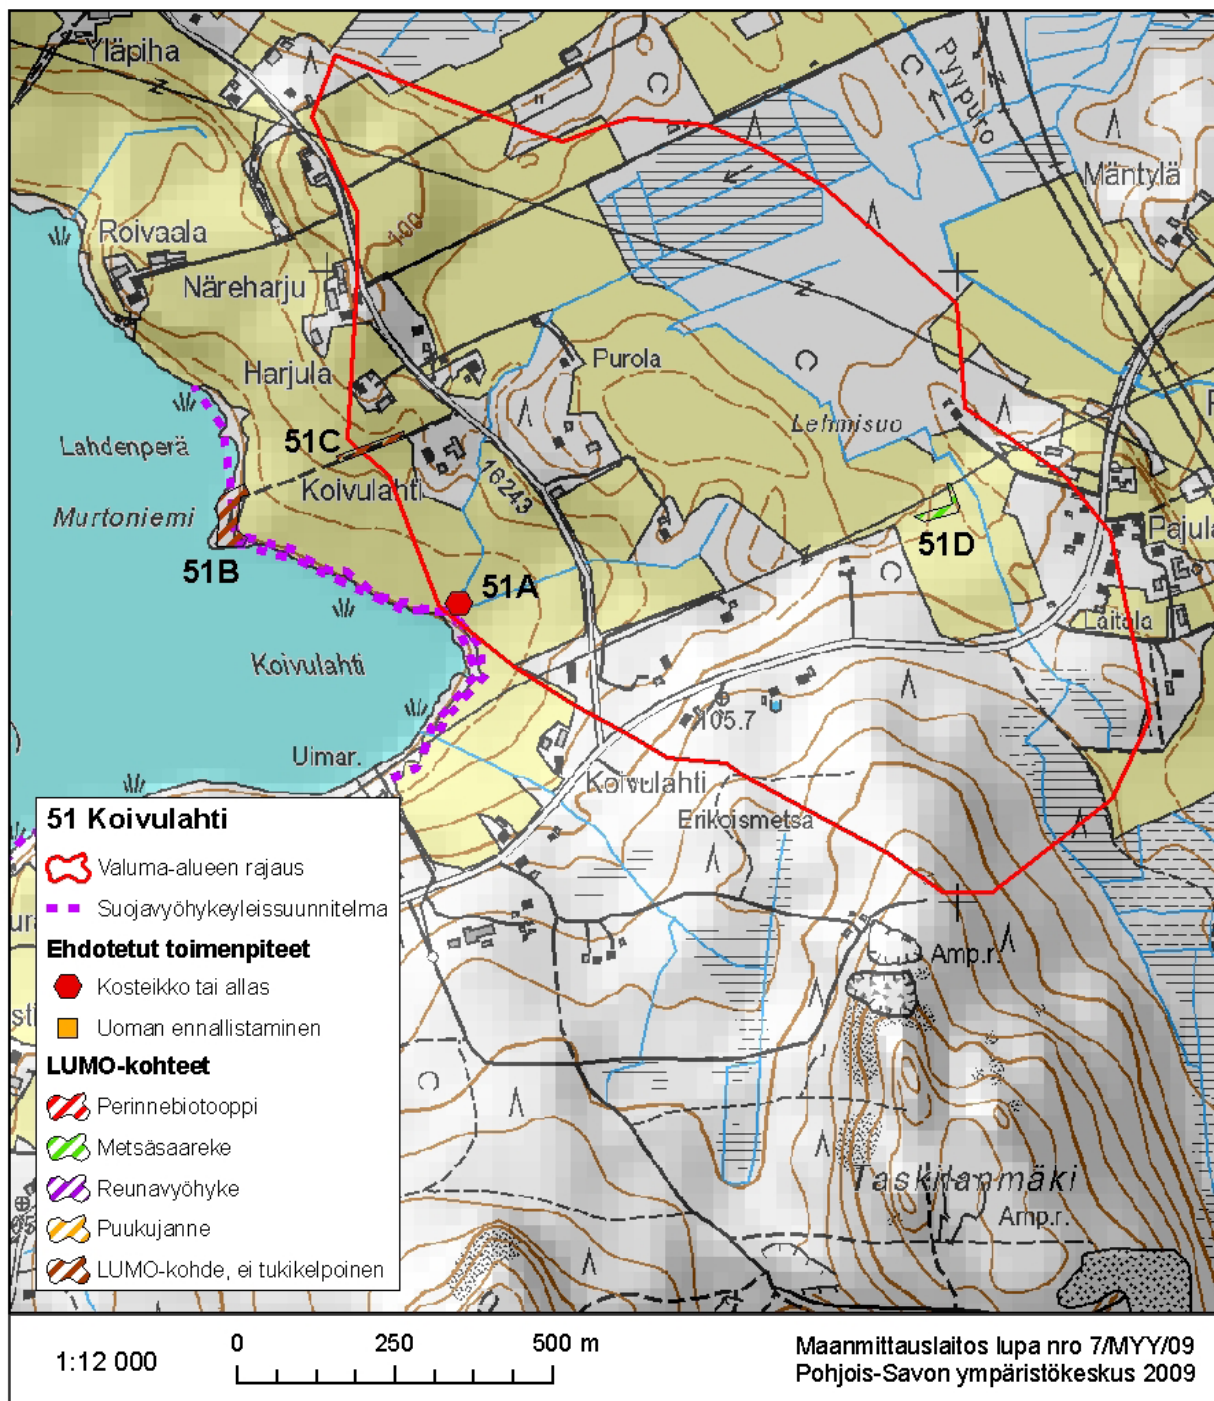 Yläpiha
Pyypuro
Mäntylä
Roivaala
100
Näreharju
Harjula
Purola
Lehmisuo
51C
Lahdenperä
Koivulahti
16243
Murtoniemi
51D
Pajula
51B
51A
Laitala
Koivulahti
105.7
Uimar.
Koivulahti
Erikoismetsä
Amp.r.
Taskilanmäki
Amp.r.
51 Koivulahti
Valuma-alueen rajaus
Suojavyöhykeyleissuunnitelma
Ehdotetut toimenpiteet
Kosteikko tai allas
Uoman ennallistaminen
LUMO-kohteet
Perinnebiotooppi
Metsäsaareke
Reunavyöhyke
Puukujanne
LUMO-kohde, ei tukikelpoinen
1:12 000
0 250 500 m
Maanmittauslaitos lupa nro 7/MYY/09
Pohjois-Savon ympäristökeskus 2009